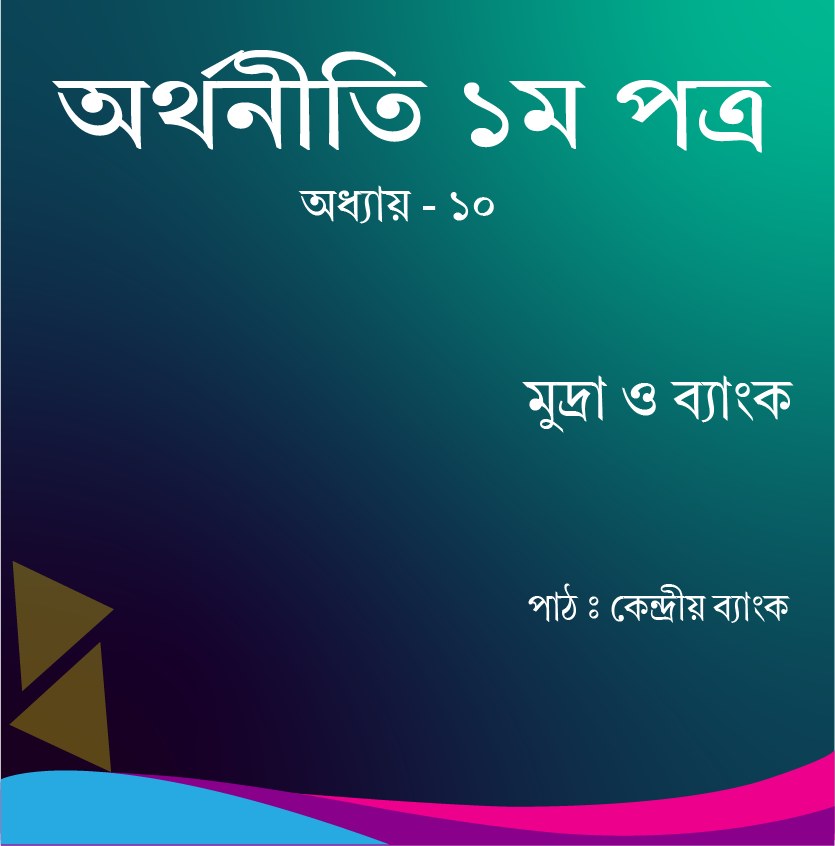 অর্থনীতি ১ম পত্র
অধ্যায় - ১০
মুদ্রা ও ব্যাংক
পাঠ ঃ কেন্দ্রীয় ব্যাংক